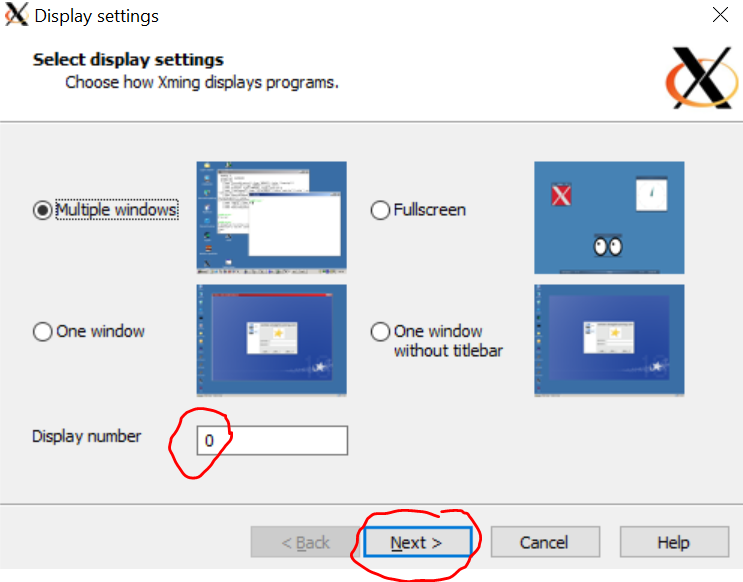 Display settings
Select display settings
Choose how Xming displays programs.
Multiple windows
Fullscreen
One window
One window
without titlebar
Display number
0
< Back
Next >
Cancel
Help